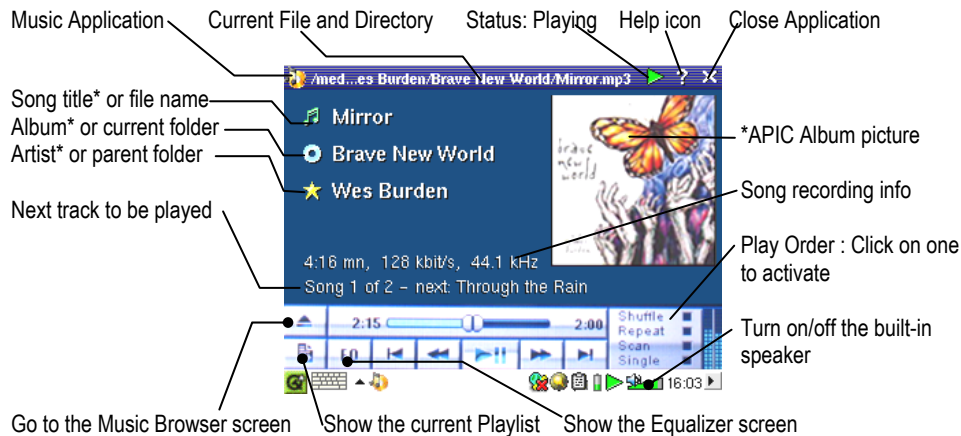 Music Application
Current File and Directory
Status: Playing
Help icon
Close Application
/med...es Burden/Brave New World/Mirror.mp3
?
Song title* or file name
Mirror
Album* or current folder
Brave New World
Artist* or parent folder
Wes Burden
brave
new
world
*APIC Album picture
Song recording info
Next track to be played
4:16 mn, 128 kbit/s, 44.1 kHz
Song 1 of 2 – next: Through the Rain
Play Order : Click on one
to activate
2:15
2:00
Shuffle
Repeat
Scan
Single
EQ
Turn on/off the built-in
speaker
16:03
Go to the Music Browser screen
Show the current Playlist
Show the Equalizer screen